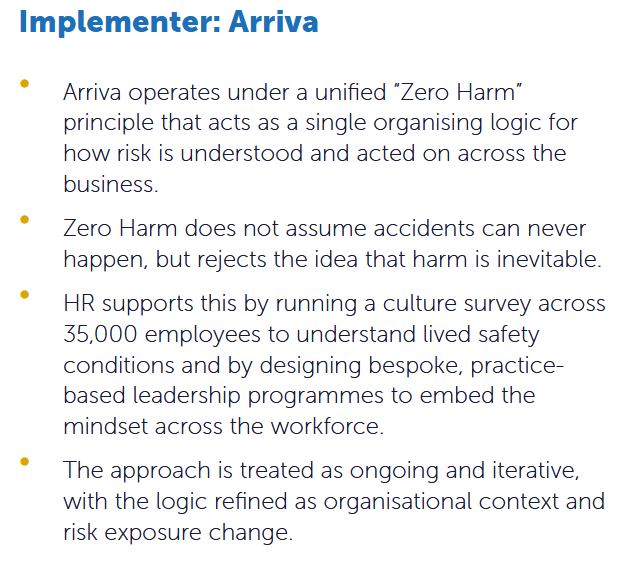 Implementer: Arriva
• Arriva operates under a unified “Zero Harm”
principle that acts as a single organising logic for
how risk is understood and acted on across the
business.
• Zero Harm does not assume accidents can never
happen, but rejects the idea that harm is inevitable.
• HR supports this by running a culture survey across
35,000 employees to understand lived safety
conditions and by designing bespoke, practice-
based leadership programmes to embed the
mindset across the workforce.
• The approach is treated as ongoing and iterative,
with the logic refined as organisational context and
risk exposure change.